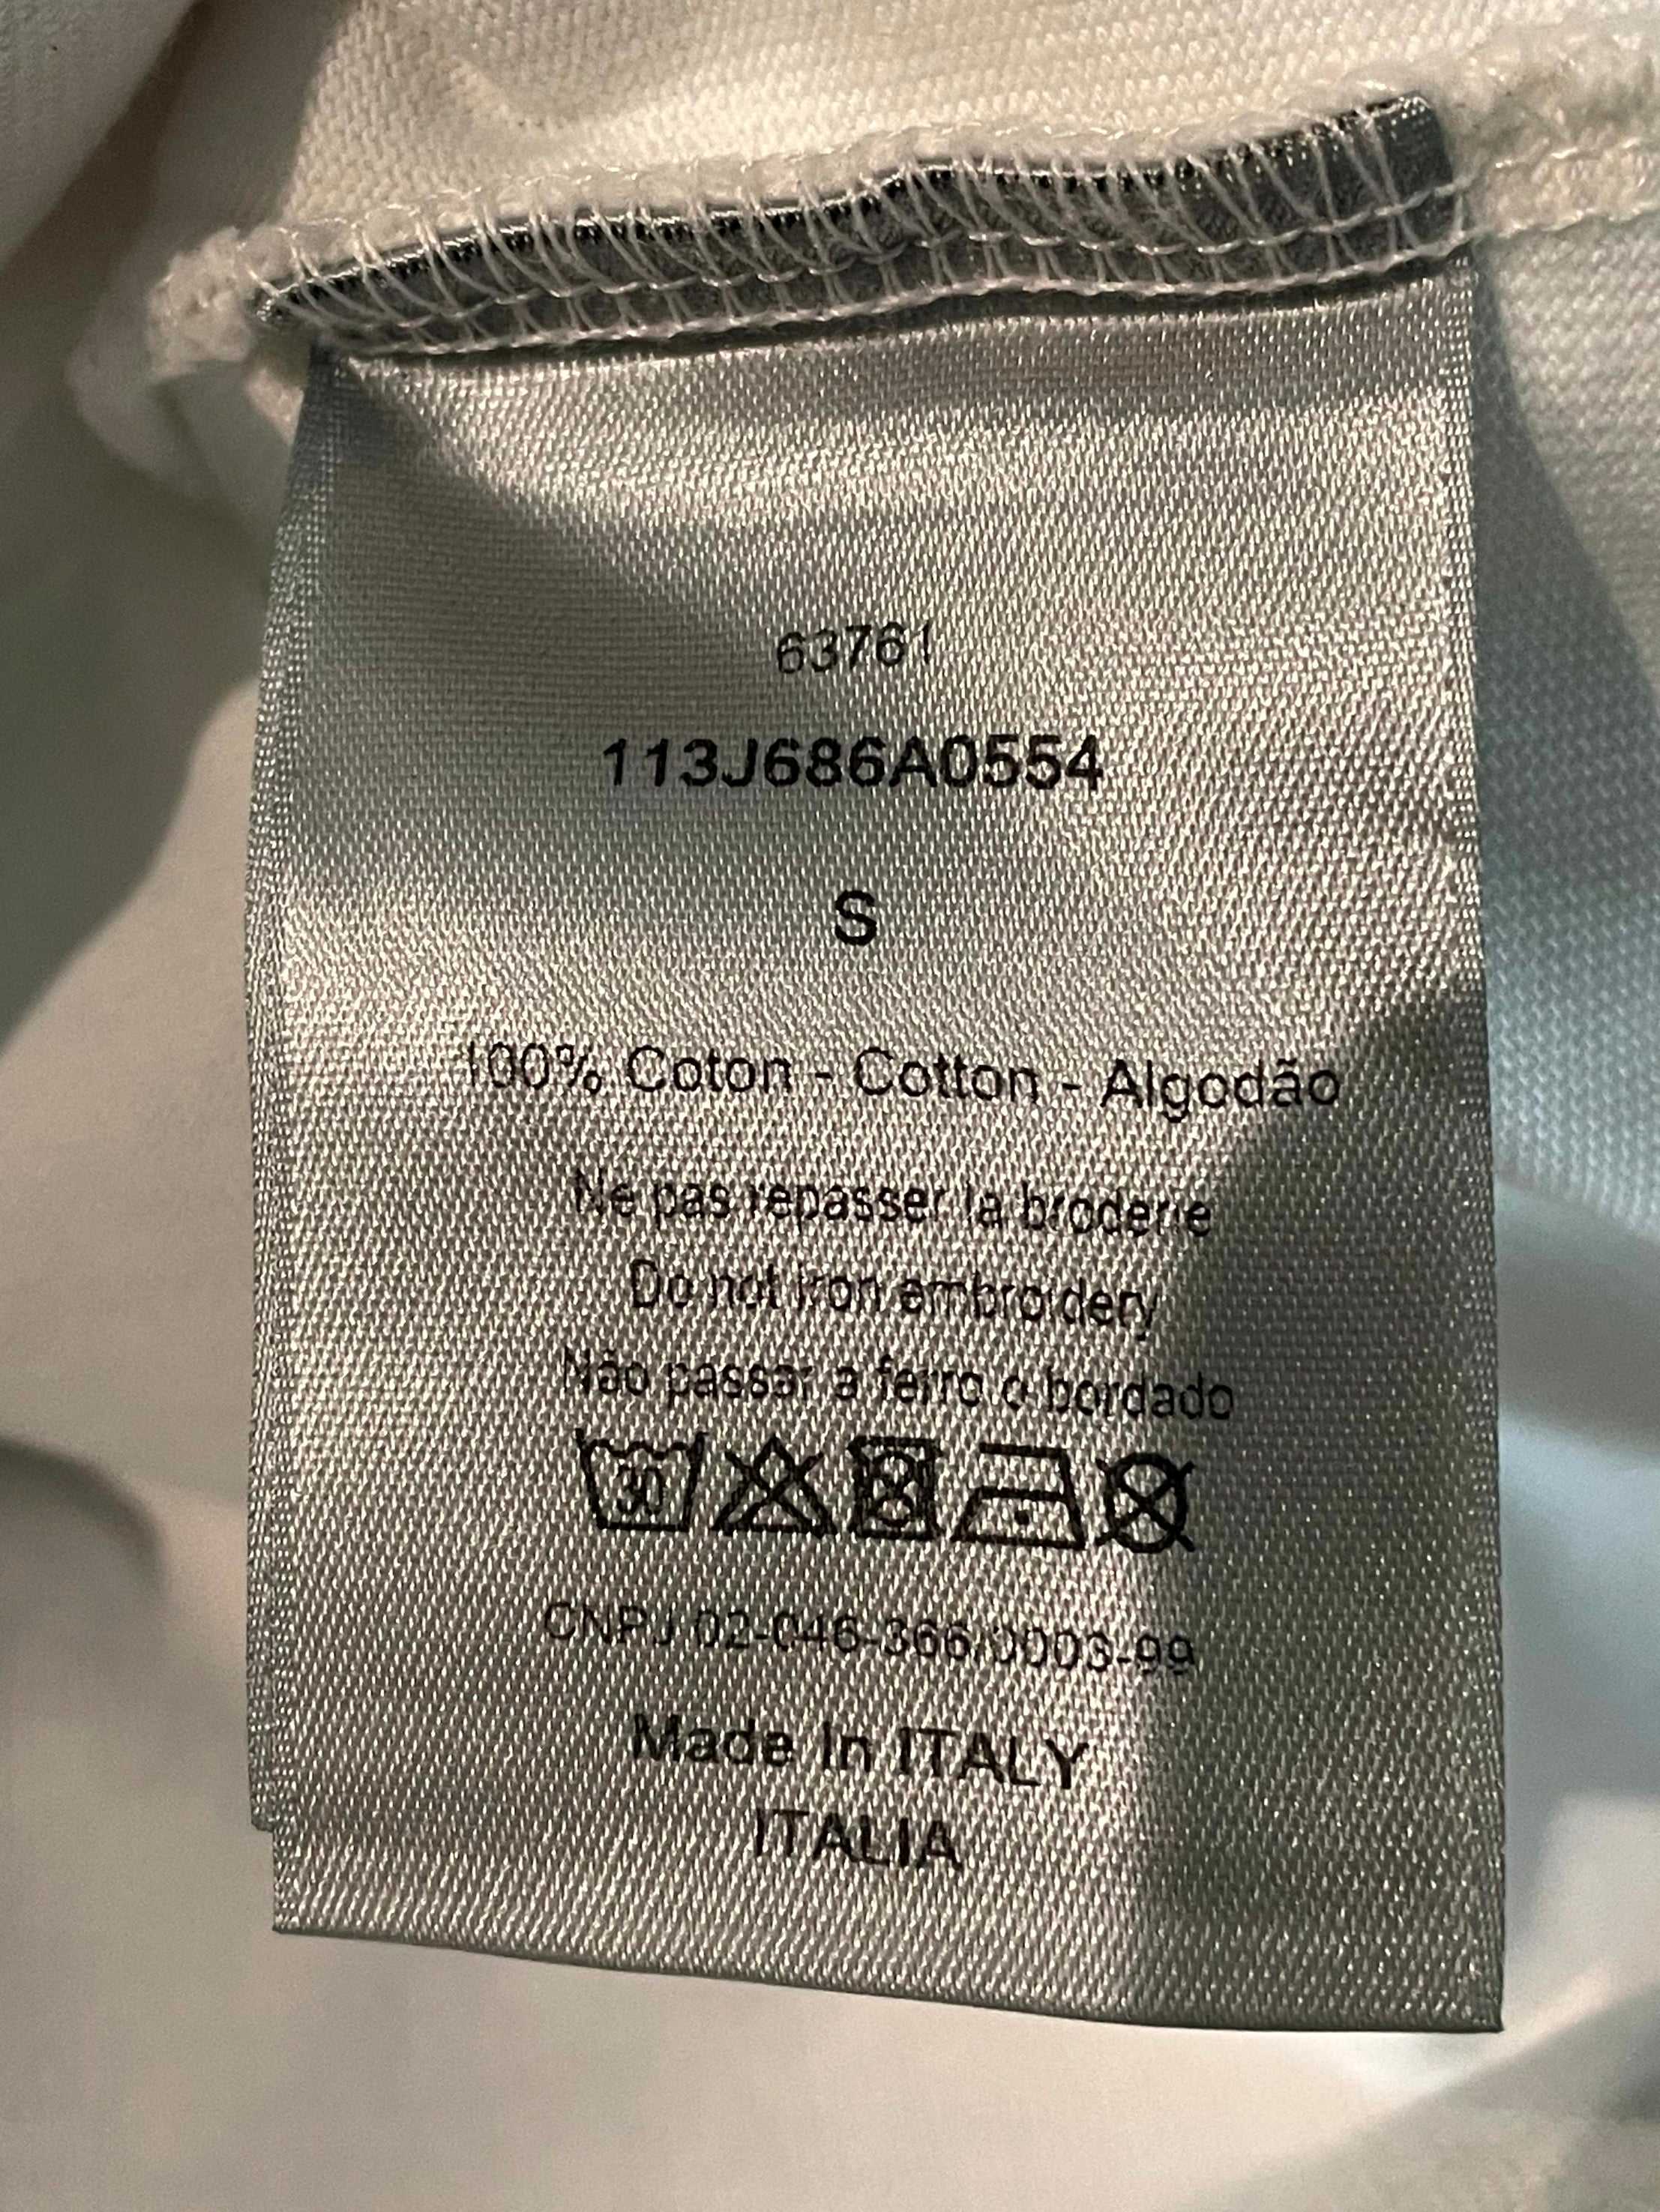 63761
113J686A0554
S
100% Coton - Cotton - Algodão
Ne pas repasser la broderie
Do not iron embroidery
Não passar a ferro o bordado
30
CNPJ 02-046-366/0003-99
Made In ITALY
ITALIA